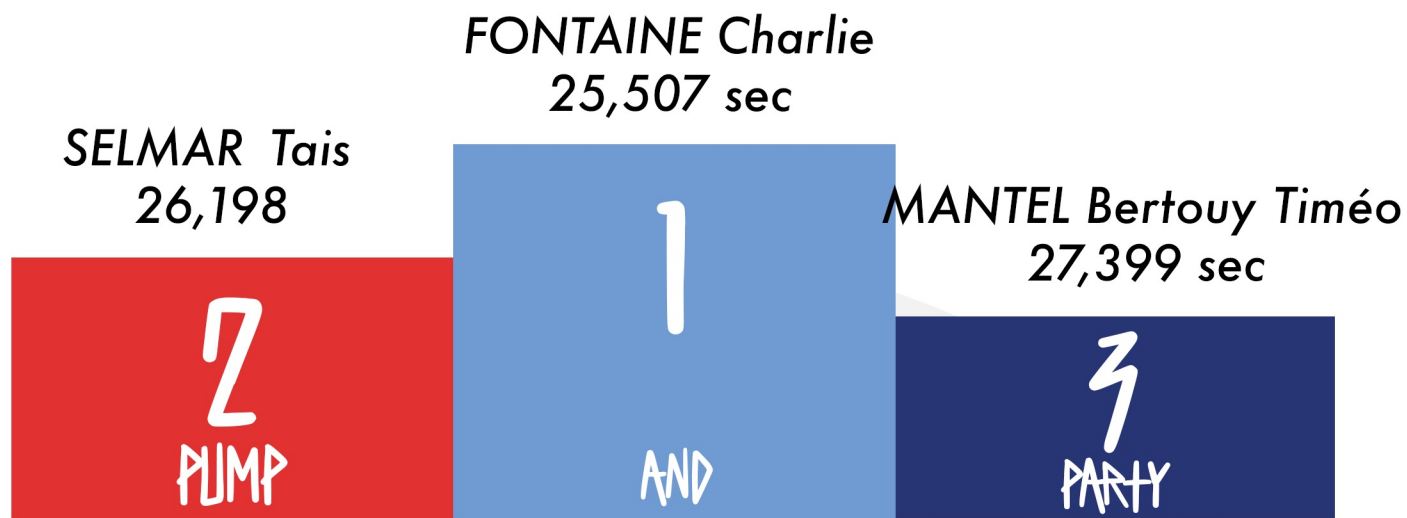 FONTAINE Charlie
25,507 sec
SELMAR Tais
26,198
MANTEL Bertouy Timéo
27,399 sec
1
2
3
PUMP
AND
PARTY